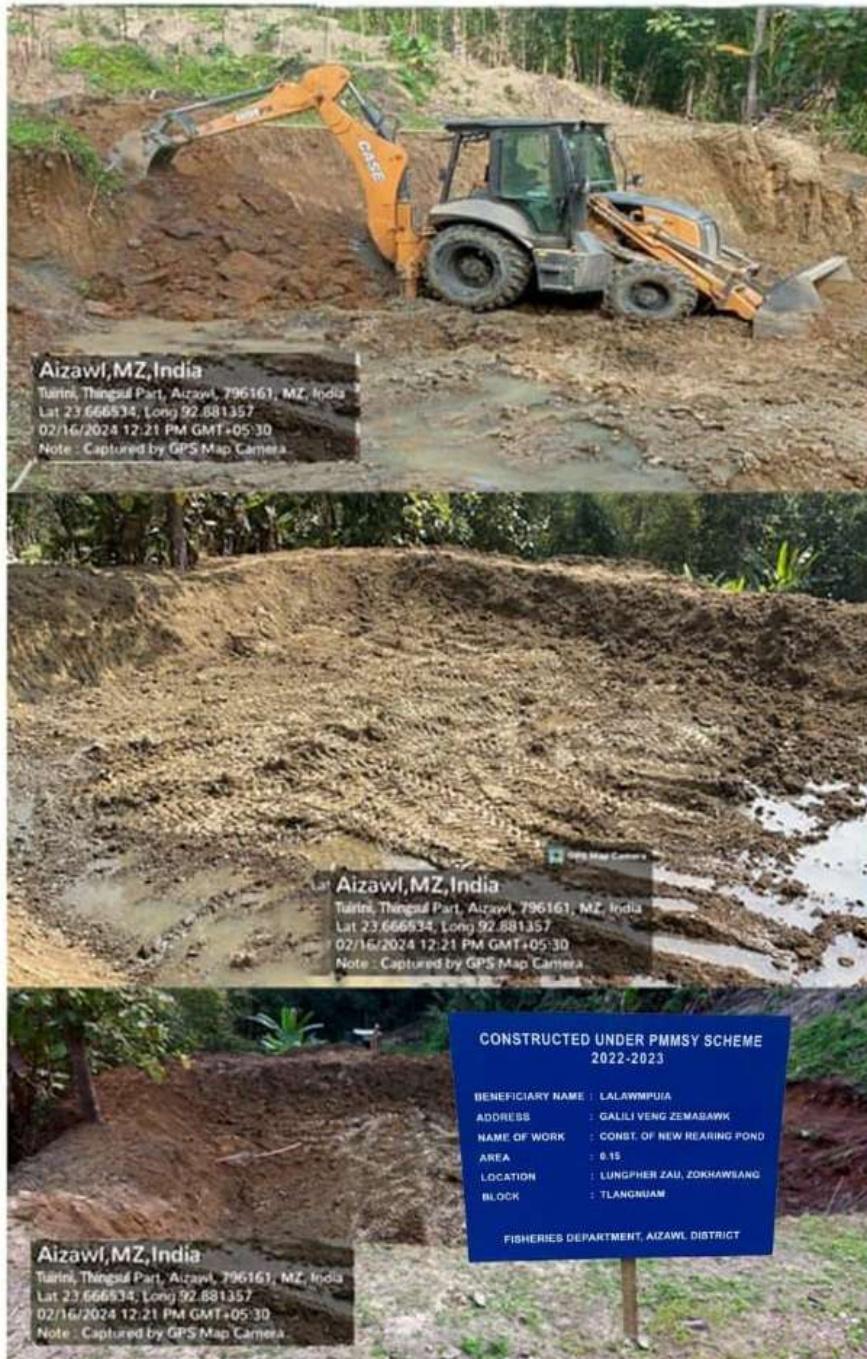 CASE
Aizawl,MZ,India
Tuirini, Thingsul Part, Aizawl, 796161, MZ, India
Lat 23.666534, Long 92.881357
02/16/2024 12:21 PM GMT+05:30
Note : Captured by GPS Map Camera
GPS Map Camera
Lat
Aizawl,MZ,India
Tuirini, Thingsul Part, Aizawl, 796161, MZ, India
Lat 23.666534, Long 92.881357
02/16/2024 12:21 PM GMT+05:30
Note : Captured by GPS Map Camera
CONSTRUCTED UNDER PMMSY SCHEME
2022-2023
BENEFICIARY NAME : LALAWMPUIA
ADDRESS : GALILI VENG ZEMABAWK
NAME OF WORK : CONST. OF NEW REARING POND
AREA : 0.15
LOCATION : LUNGPHER ZAU, ZOKHAWSANG
BLOCK : TLANGNUAM
FISHERIES DEPARTMENT, AIZAWL DISTRICT
Aizawl,MZ,India
Tuirini, Thingsul Part, Aizawl, 796161, MZ, India
Lat 23.666534, Long 92.881357
02/16/2024 12:21 PM GMT+05:30
Note : Captured by GPS Map Camera